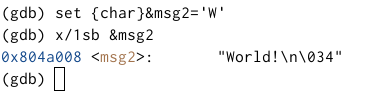 (gdb) set {char}&msg2='W'
(gdb) x/1sb &msg2
0x804a008 <msg2>:        "World!\n\034"
(gdb)